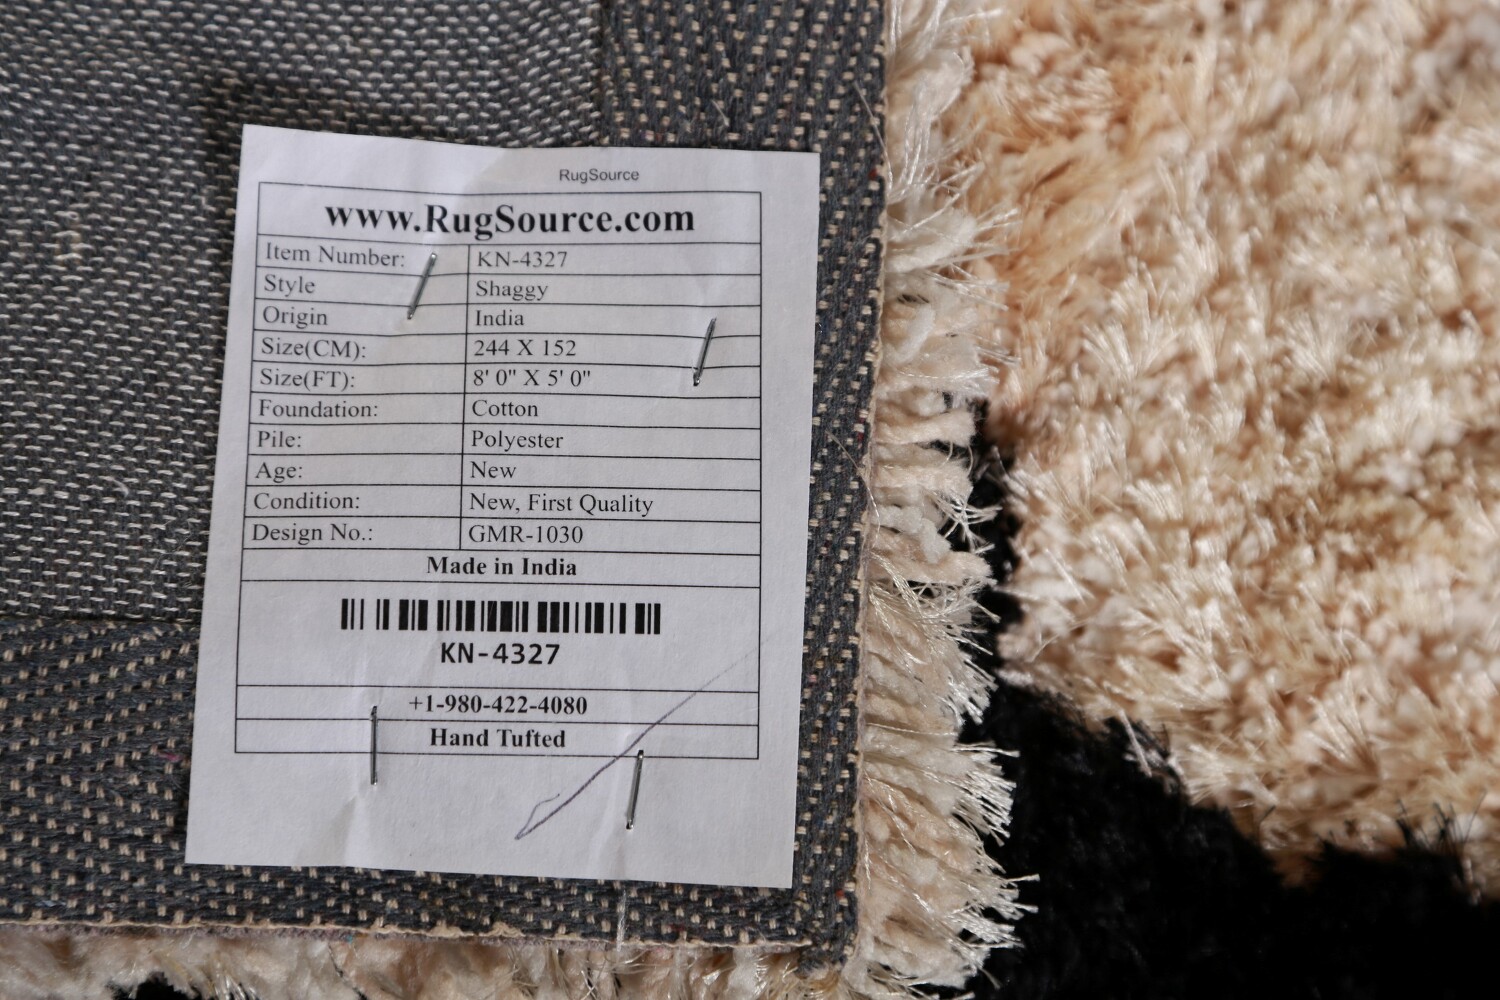 RugSource
www.RugSource.com
Item Number: KN-4327
Style Shaggy
Origin India
Size(CM): 244 X 152
Size(FT): 8' 0" X 5' 0"
Foundation: Cotton
Pile: Polyester
Age: New
Condition: New, First Quality
Design No.: GMR-1030
Made in India
KN-4327
+1-980-422-4080
Hand Tufted